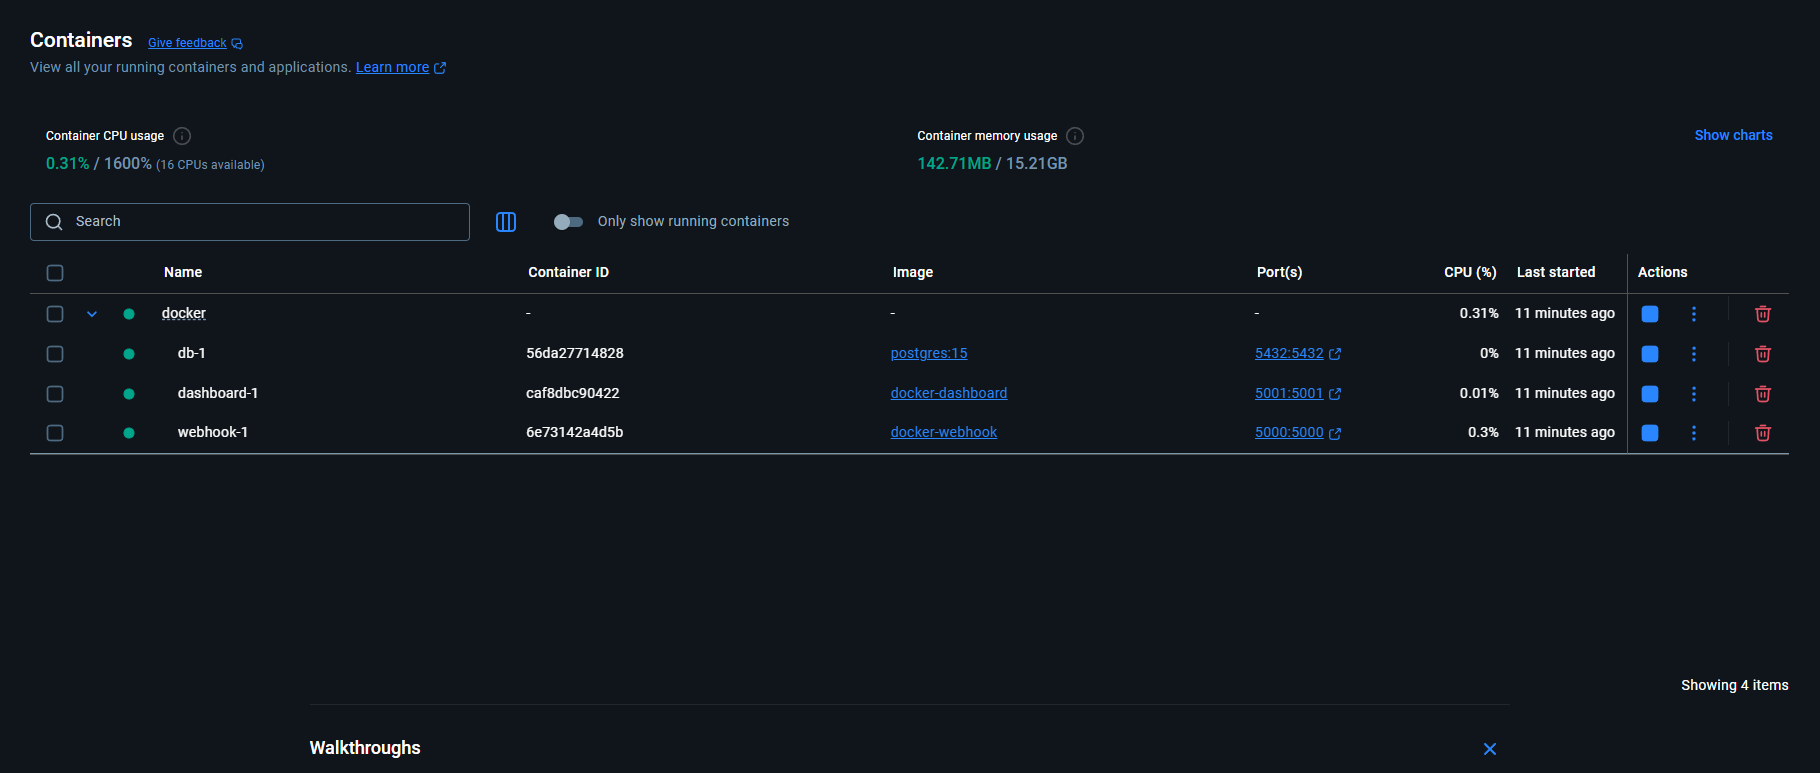 Containers Give feedback
View all your running containers and applications. Learn more
Container CPU usage
0.31% / 1600% (16 CPUs available)
Container memory usage
142.71MB / 15.21GB
Show charts
Search
Only show running containers
Name Container ID Image Port(s) CPU (%) Last started Actions
docker - - - 0.31% 11 minutes ago
db-1 56da27714828 postgres:15 5432:5432 0% 11 minutes ago
dashboard-1 caf8dbc90422 docker-dashboard 5001:5001 0.01% 11 minutes ago
webhook-1 6e73142a4d5b docker-webhook 5000:5000 0.3% 11 minutes ago
Showing 4 items
Walkthroughs